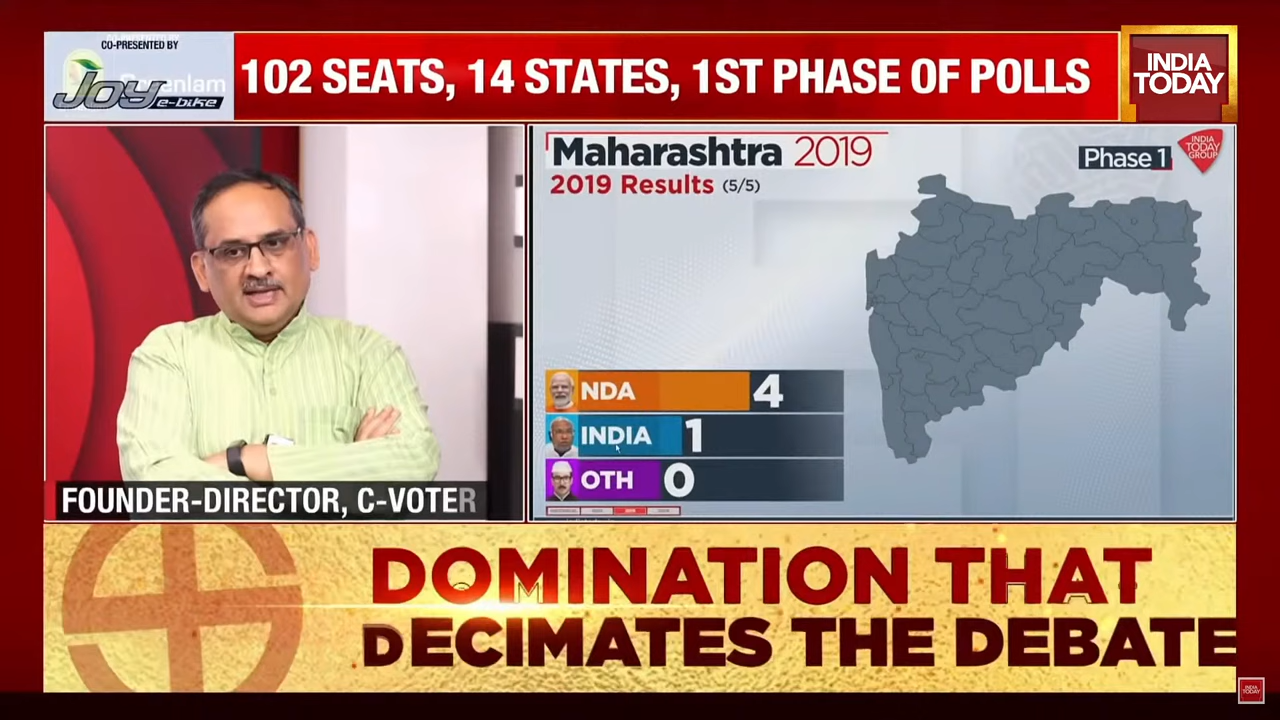 CO-PRESENTED BY
Joy
e-bike
102 SEATS, 14 STATES, 1ST PHASE OF POLLS
INDIA
TODAY
Maharashtra 2019
2019 Results (5/5)
Phase 1
INDIA
TODAY
GROUP
NDA 4
INDIA 1
OTH 0
FOUNDER-DIRECTOR, C-VOTER
DOMINATION THAT
DECIMATES THE DEBATE
INDIA
TODAY